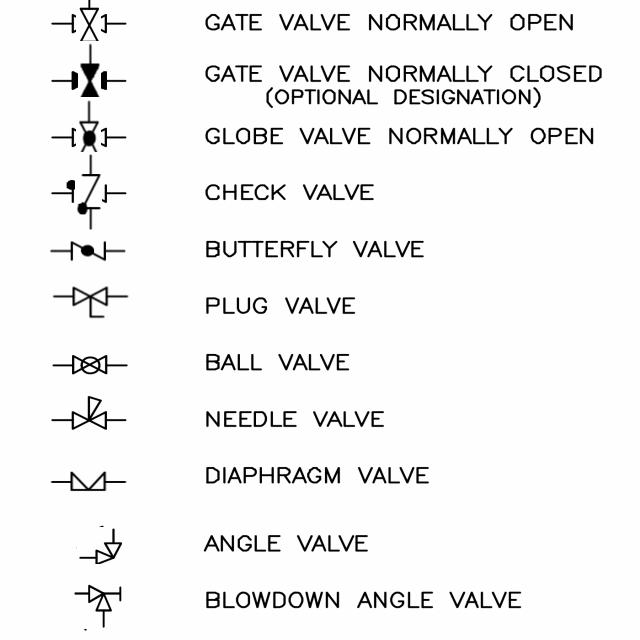 GATE VALVE NORMALLY OPEN
GATE VALVE NORMALLY CLOSED
(OPTIONAL DESIGNATION)
GLOBE VALVE NORMALLY OPEN
CHECK VALVE
BUTTERFLY VALVE
PLUG VALVE
BALL VALVE
NEEDLE VALVE
DIAPHRAGM VALVE
ANGLE VALVE
BLOWDOWN ANGLE VALVE